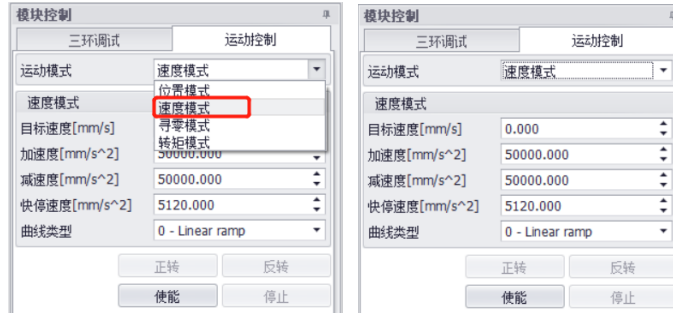 模块控制
三环调试 运动控制
运动模式 速度模式
位置模式
速度模式
寻零模式
转矩模式
速度模式
目标速度[mm/s]
加速度[mm/s^2] 50000.000
减速度[mm/s^2] 50000.000
快停速度[mm/s^2] 5120.000
曲线类型 0 - Linear ramp
正转 反转
使能 停止
模块控制
三环调试 运动控制
运动模式 速度模式
速度模式
目标速度[mm/s] 0.000
加速度[mm/s^2] 50000.000
减速度[mm/s^2] 50000.000
快停速度[mm/s^2] 5120.000
曲线类型 0 - Linear ramp
正转 反转
使能 停止